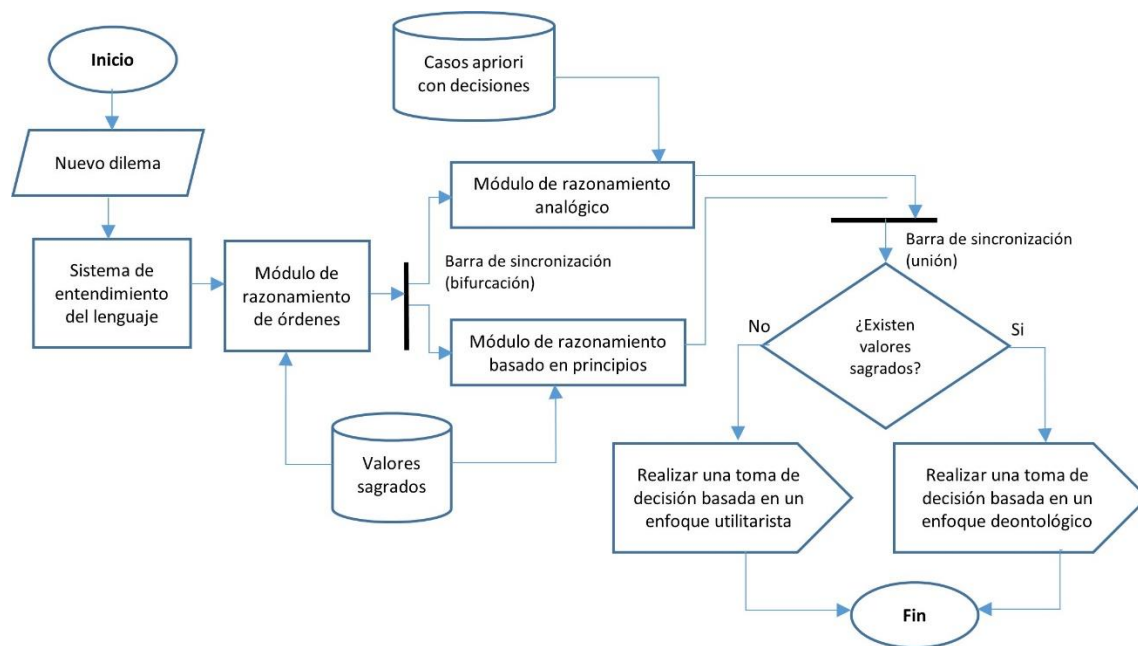 Inicio
Casos apriori
con decisiones
Nuevo dilema
Módulo de razonamiento
analógico
Sistema de
entendimiento
del lenguaje
Módulo de
razonamiento
de órdenes
Barra de sincronización
(bifurcación)
Barra de sincronización
(unión)
Módulo de razonamiento
basado en principios
No
¿Existen
valores
sagrados?
Si
Valores
sagrados
Realizar una toma de
decisión basada en un
enfoque utilitarista
Realizar una toma de
decisión basada en un
enfoque deontológico
Fin